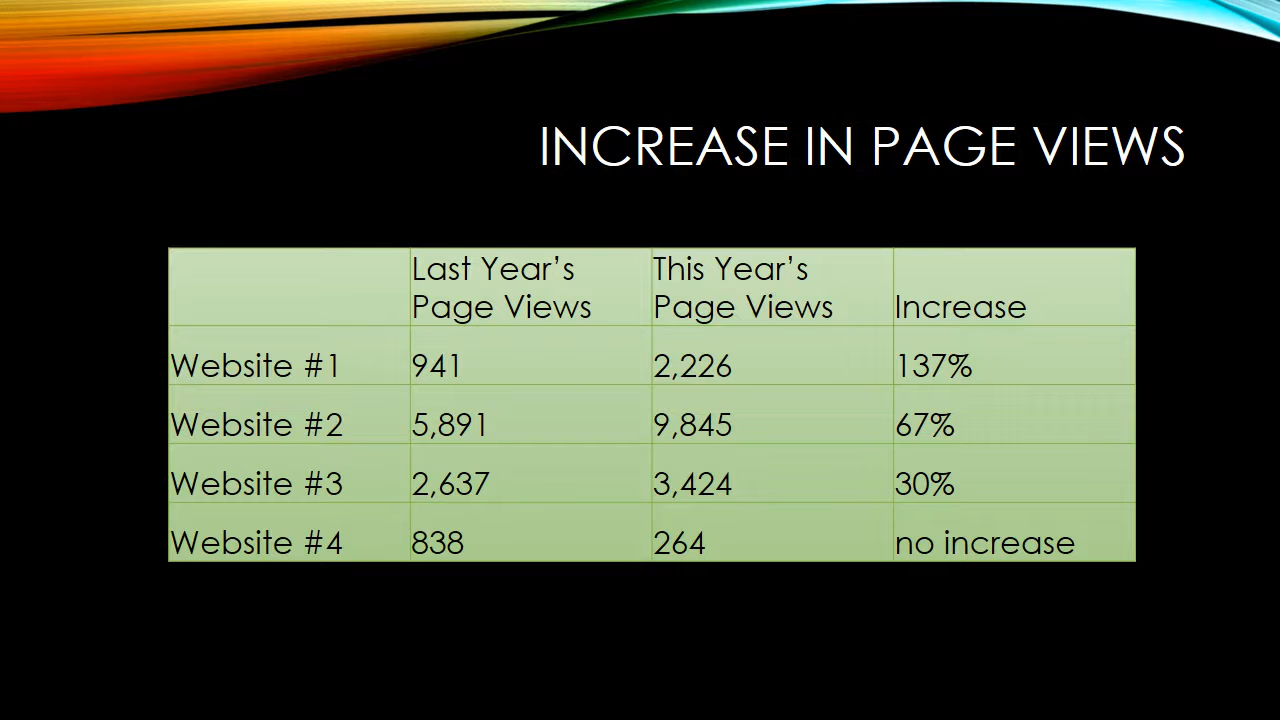 INCREASE IN PAGE VIEWS
Last Year’s
Page Views
This Year’s
Page Views
Increase
Website #1 941 2,226 137%
Website #2 5,891 9,845 67%
Website #3 2,637 3,424 30%
Website #4 838 264 no increase